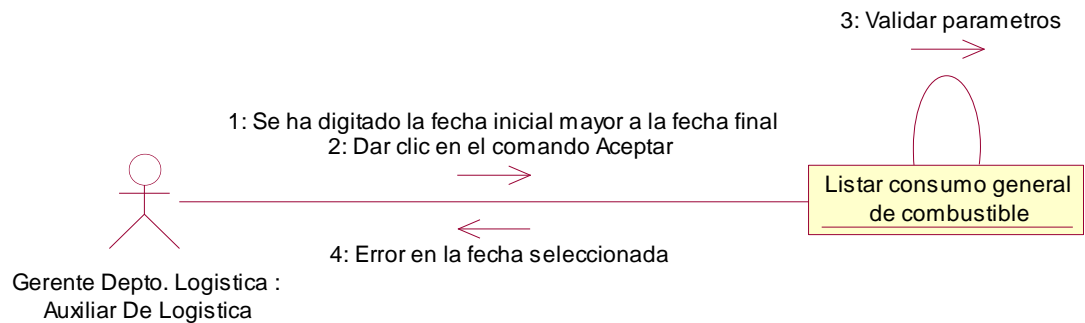 3: Validar parametros
1: Se ha digitado la fecha inicial mayor a la fecha final
2: Dar clic en el comando Aceptar
Listar consumo general
de combustible
4: Error en la fecha seleccionada
Gerente Depto. Logistica :
Auxiliar De Logistica